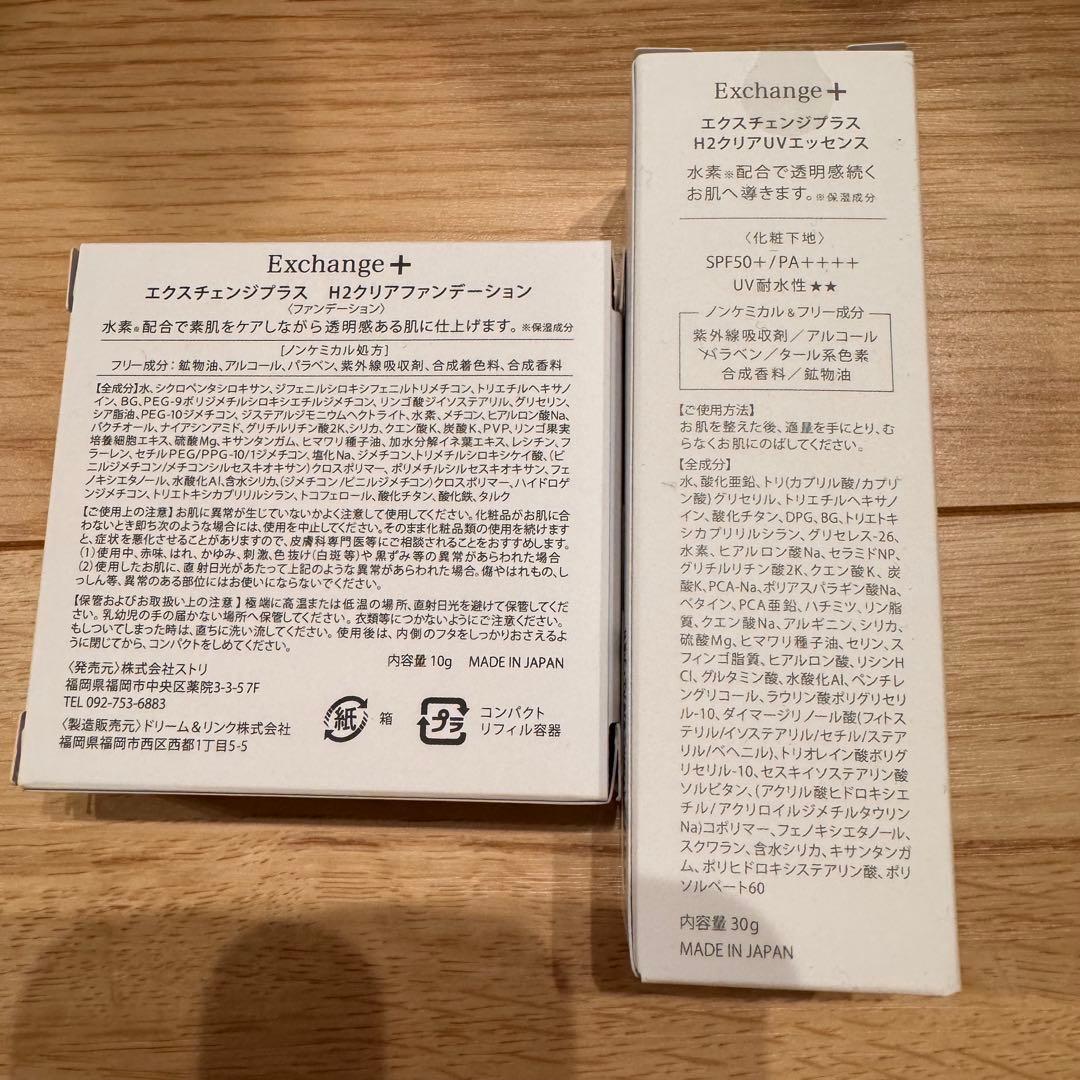 Exchange+
エクスチェンジプラス　H2クリアファンデーション
〈ファンデーション〉
水素※配合で素肌をケアしながら透明感ある肌に仕上げます。※保湿成分
[ノンケミカル処方]
フリー成分：鉱物油、アルコール、パラベン、紫外線吸収剤、合成着色料、合成香料
【全成分】水、シクロペンタシロキサン、ジフェニルシロキシフェニルトリメチコン、トリエチルヘキサノ
イン、BG、PEG-9ポリジメチルシロキシエチルジメチコン、リンゴ酸ジイソステアリル、グリセリン、
シア脂油、PEG-10ジメチコン、ジステアルジモニウムヘクトライト、水素、メチコン、ヒアルロン酸Na、
バクチオール、ナイアシンアミド、グリチルリチン酸2K、シリカ、クエン酸K、炭酸K、PVP、リンゴ果実
培養細胞エキス、硫酸Mg、キサンタンガム、ヒマワリ種子油、加水分解イネ葉エキス、レシチン、フ
ラーレン、セチルPEG/PPG-10/1ジメチコン、塩化Na、ジメチコン、トリメチルシロキシケイ酸、（ビ
ニルジメチコン/メチコンシルセスキオキサン）クロスポリマー、ポリメチルシルセスキオキサン、フェ
ノキシエタノール、水酸化Al、含水シリカ、（ジメチコン/ビニルジメチコン）クロスポリマー、ハイドロゲ
ンジメチコン、トリエトキシカプリリルシラン、トコフェロール、酸化チタン、酸化鉄、タルク
【ご使用上の注意】お肌に異常が生じていないかよく注意して使用してください。化粧品がお肌に合
わないとき即ち次のような場合には、使用を中止してください。そのまま化粧品類の使用を続けます
と、症状を悪化させることがありますので、皮膚科専門医等にご相談されることをおすすめします。
(1)使用中、赤味、はれ、かゆみ、刺激、色抜け(白斑等)や黒ずみ等の異常があらわれた場合
(2)使用したお肌に、直射日光があたって上記のような異常があらわれた場合。傷やはれもの、し
っしん等、異常のある部位にはお使いにならないでください。
【保管およびお取扱い上の注意】極端に高温または低温の場所、直射日光を避けて保管してくだ
さい。乳幼児の手の届かない場所へ保管してください。衣類等につかないようにご注意ください。
もしついてしまった時は、直ちに洗い流してください。使用後は、内側のフタをしっかりおさえるよ
うに閉じてから、コンパクトをしめてください。
〈発売元〉株式会社ストリ
福岡県福岡市中央区薬院3-3-5 7F
TEL 092-753-6883
〈製造販売元〉ドリーム＆リンク株式会社
福岡県福岡市西区西都1丁目5-5
内容量 10g　MADE IN JAPAN
紙 箱
プラ コンパクト
リフィル容器
Exchange+
エクスチェンジプラス
H2クリアUVエッセンス
水素※配合で透明感続く
お肌へ導きます。※保湿成分
〈化粧下地〉
SPF50+/PA++++
UV耐水性★★
ノンケミカル＆フリー成分
紫外線吸収剤／アルコール
パラベン／タール系色素
合成香料／鉱物油
【ご使用方法】
お肌を整えた後、適量を手にとり、む
らなくお肌にのばしてください。
【全成分】
水、酸化亜鉛、トリ(カプリル酸/カプリ
ン酸)グリセリル、トリエチルヘキサノ
イン、酸化チタン、DPG、BG、トリエトキ
シカプリリルシラン、グリセレス-26、
水素、ヒアルロン酸Na、セラミドNP、
グリチルリチン酸2K、クエン酸K、炭
酸K、PCA-Na、ポリアスパラギン酸Na、
ベタイン、PCA亜鉛、ハチミツ、リン脂
質、クエン酸Na、アルギニン、シリカ、
硫酸Mg、ヒマワリ種子油、セリン、ス
フィンゴ脂質、ヒアルロン酸、リシンH
Cl、グルタミン酸、水酸化Al、ペンチレ
ングリコール、ラウリン酸ポリグリセリ
ル-10、ダイマージリノール酸(フィトス
テリル/イソステアリル/セチル/ステア
リル/ベヘニル)、トリオレイン酸ポリグ
リセリル-10、セスキイソステアリン酸
ソルビタン、(アクリル酸ヒドロキシエ
チル/アクリロイルジメチルタウリン
Na)コポリマー、フェノキシエタノール、
スクワラン、含水シリカ、キサンタンガ
ム、ポリヒドロキシステアリン酸、ポリ
ソルベート60
内容量 30g
MADE IN JAPAN